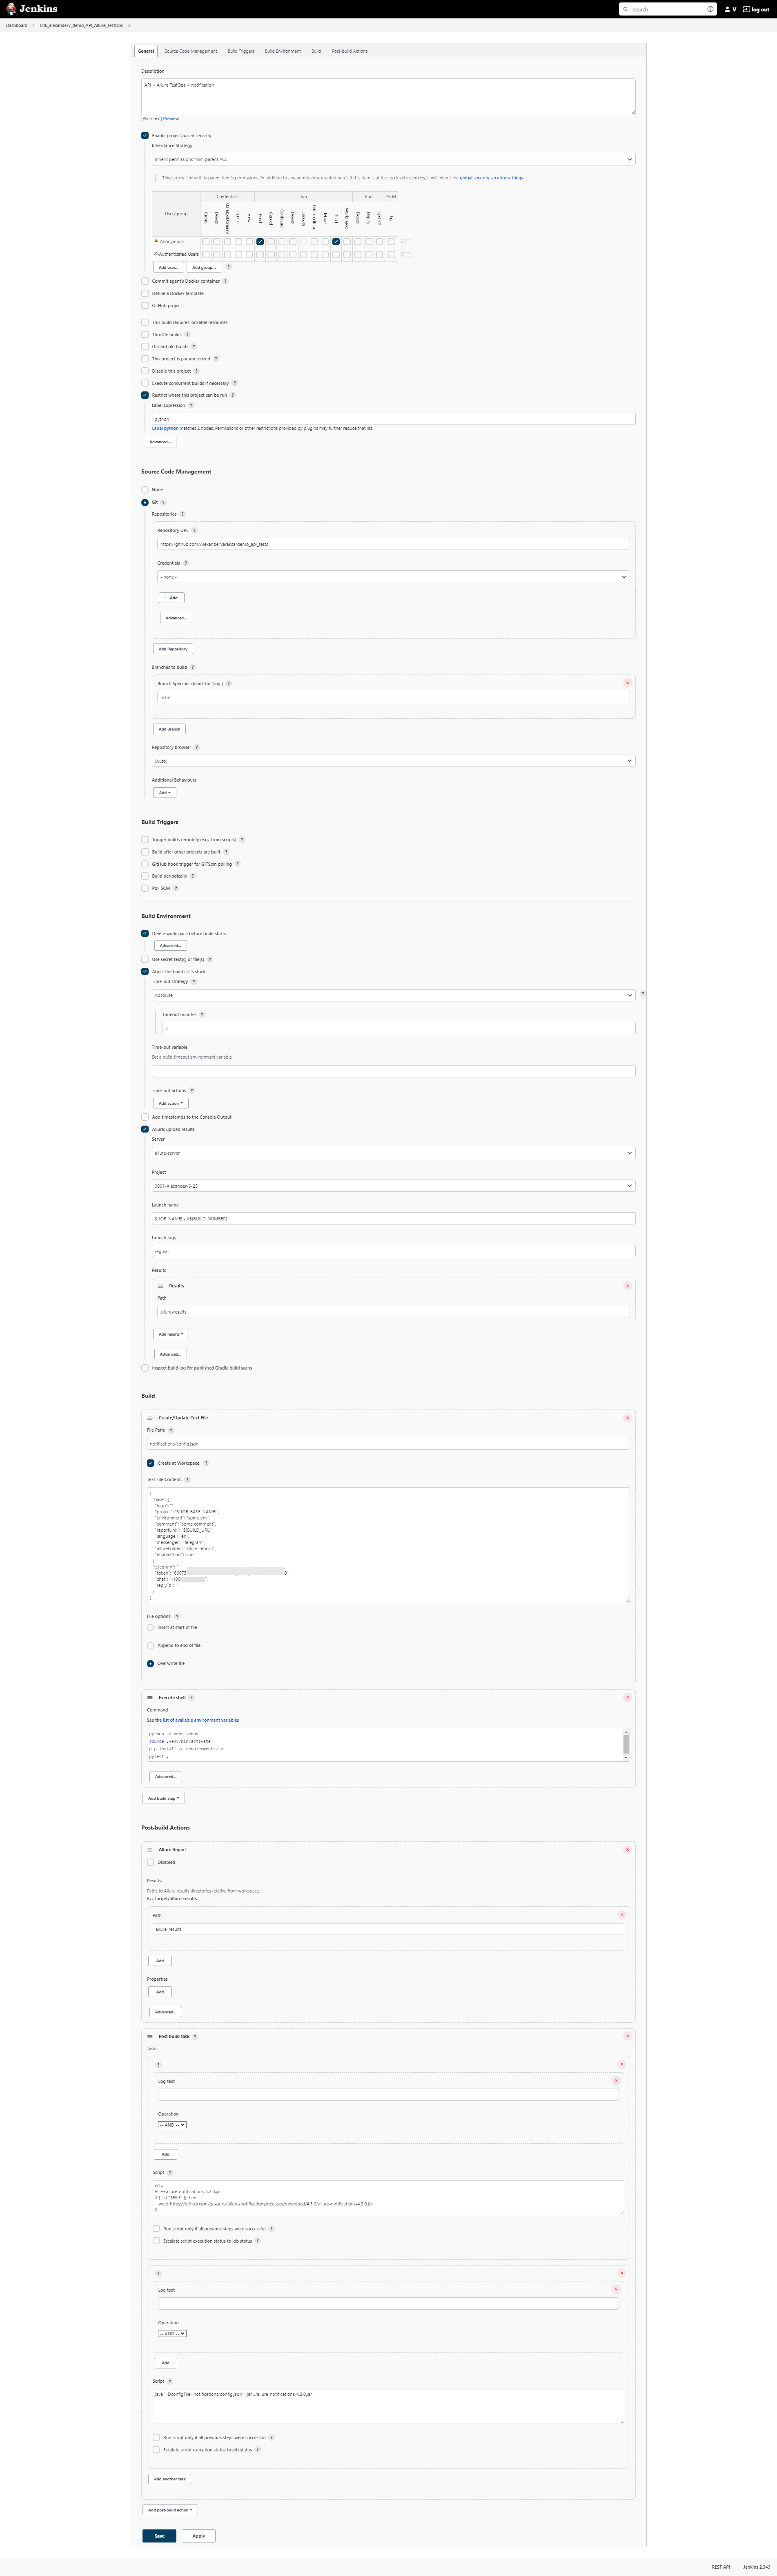 Jenkins
Search
V
log out
Dashboard
006_alexanderv_demo_API_Allure_TestOps
General
Source Code Management
Build Triggers
Build Environment
Build
Post-build Actions
Description
API + Allure TestOps + notification
[Plain text] Preview
Enable project-based security
Inheritance Strategy
Inherit permissions from parent ACL
This item will inherit its parent item's permissions (in addition to any permissions granted here). If this item is at the top level in Jenkins, it will inherit the global security security settings.
User/group
Credentials
Job
Run
SCM
Create
Delete
ManageDomains
Update
View
Build
Cancel
Configure
Delete
Discover
Move
Read
Workspace
Delete
Replay
Update
Tag
Anonymous
Authenticated Users
Add user...
Add group...
?
Commit agent's Docker container ?
Define a Docker template
GitHub project
This build requires lockable resources
Throttle builds ?
Discard old builds ?
This project is parameterized ?
Disable this project ?
Execute concurrent builds if necessary ?
Restrict where this project can be run ?
Label Expression ?
python
Label python matches 2 nodes. Permissions or other restrictions provided by plugins may further reduce that list.
Advanced...
Source Code Management
None
Git ?
Repositories ?
Repository URL ?
https://github.com/AlexanderVaraksa/demo_api_tests
Credentials ?
- none -
+ Add
Advanced...
Add Repository
Branches to build ?
Branch Specifier (blank for 'any') ?
main
Add Branch
Repository browser ?
(Auto)
Additional Behaviours
Add
Build Triggers
Trigger builds remotely (e.g., from scripts) ?
Build after other projects are built ?
GitHub hook trigger for GITScm polling ?
Build periodically ?
Poll SCM ?
Build Environment
Delete workspace before build starts
Advanced...
Use secret text(s) or file(s) ?
Abort the build if it's stuck
Time-out strategy ?
Absolute
?
Timeout minutes ?
Time-out variable
Set a build timeout environment variable
Time-out actions ?
Add action
Add timestamps to the Console Output
Allure: upload results
Server
allure-server
Project
Launch name
${JOB_NAME} - #${BUILD_NUMBER}
Launch tags
regular
Results
Results
Path
allure-results
Add results
Advanced...
Inspect build log for published Gradle build scans
Build
Create/Update Text File
File Path: ?
notifications/config.json
Create at Workspace: ?
Text File Content: ?
{
"base": {
"logo": "",
"project": "${JOB_BASE_NAME}",
"environment": "some env",
"comment": "some comment",
"reportLink": "${BUILD_URL}",
"language": "en",
"messenger": "telegram",
"allureFolder": "allure-report/",
"enableChart": true
},
"telegram": {
"token":
"chat": "-100
"replyTo": ""
}
}
File options: ?
Insert at start of file
Append to end of file
Overwrite file
Execute shell ?
Command
See the list of available environment variables
python -m venv .venv
source .venv/bin/activate
pip install -r requirements.txt
pytest .
Advanced...
Add build step
Post-build Actions
Allure Report
Disabled
Results:
Paths to Allure results directories relative from workspace.
E.g. target/allure-results.
Path
allure-results
Add
Properties
Add
Advanced...
Post build task ?
Tasks
?
Log text
Operation
-- AND --
Add
Script ?
cd ..
FILE=allure-notifications-4.3.0.jar
if [ ! -f "$FILE" ]; then
wget https://github.com/qa-guru/allure-notifications/releases/download/4.3.0/allure-notifications-4.3.0.jar
fi
Run script only if all previous steps were successful ?
Escalate script execution status to job status ?
?
Log text
Operation
-- AND --
Add
Script ?
java "-DconfigFile=notifications/config.json" -jar ../allure-notifications-4.3.0.jar
Run script only if all previous steps were successful ?
Escalate script execution status to job status ?
Add another task
Add post-build action
Save
Apply
REST API
Jenkins 2.343